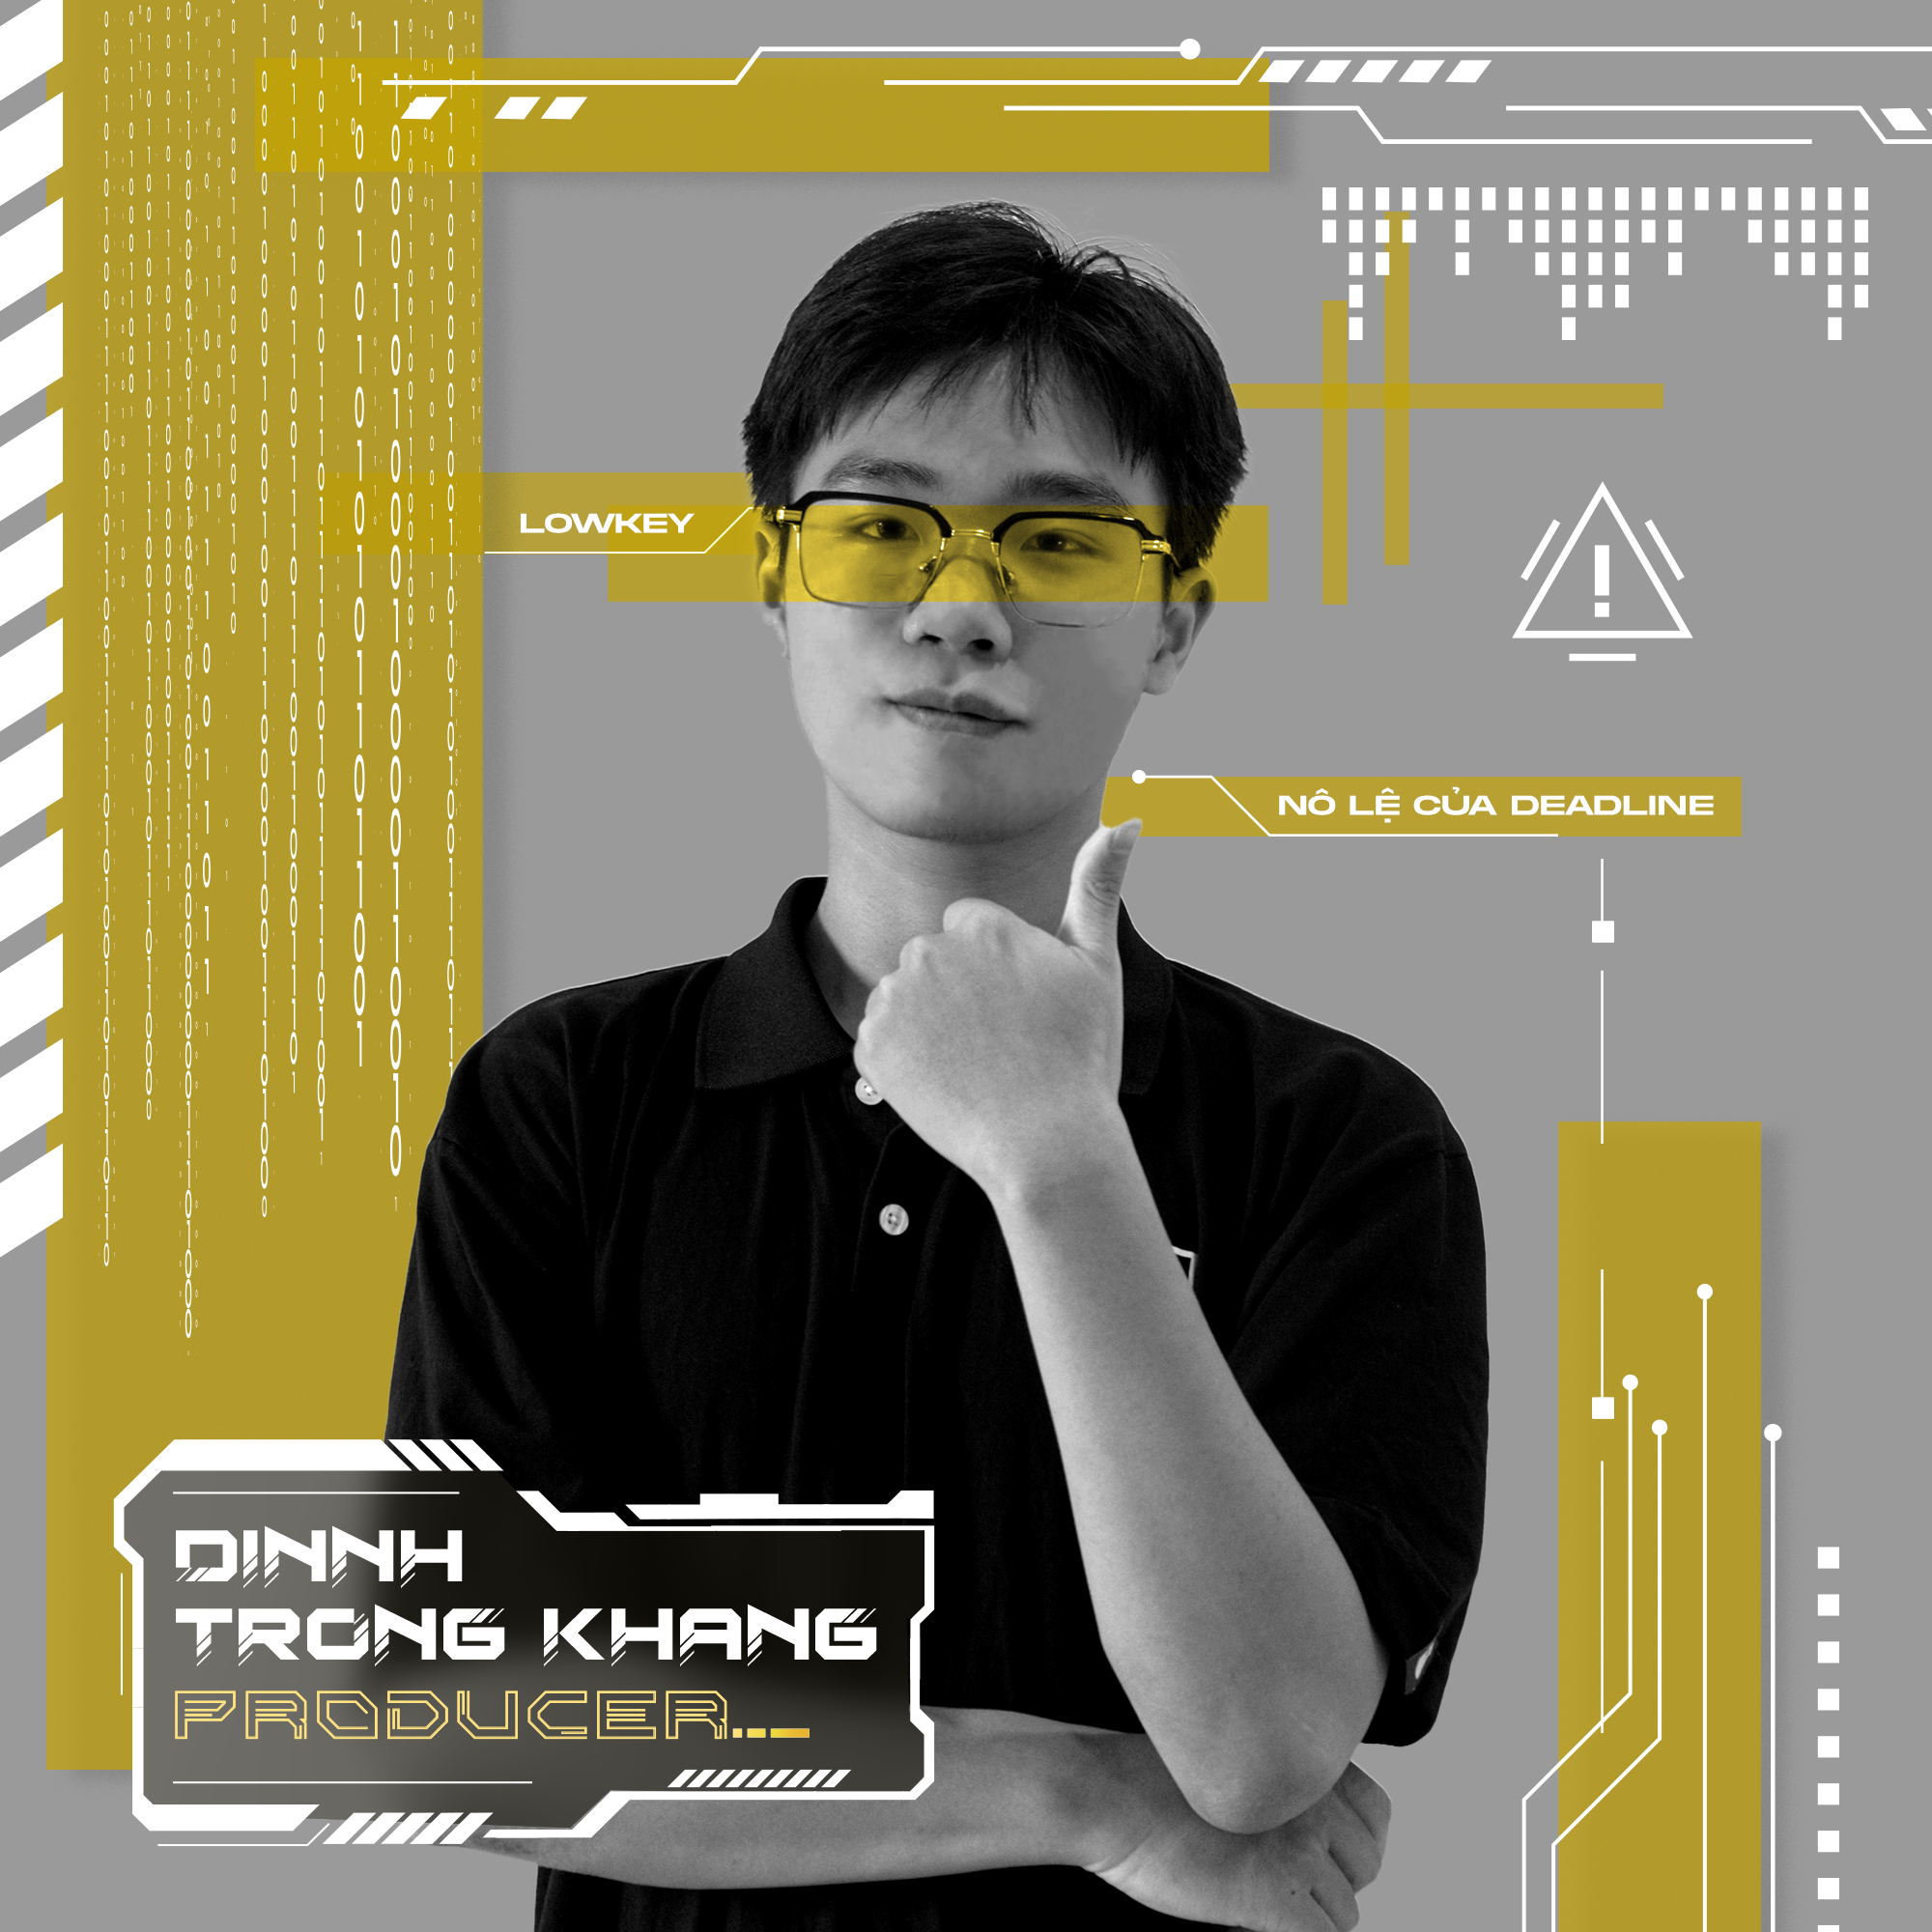 LOWKEY
NÔ LỆ CỦA DEADLINE
DINNH
TRONG KHANG
PRODUCER...